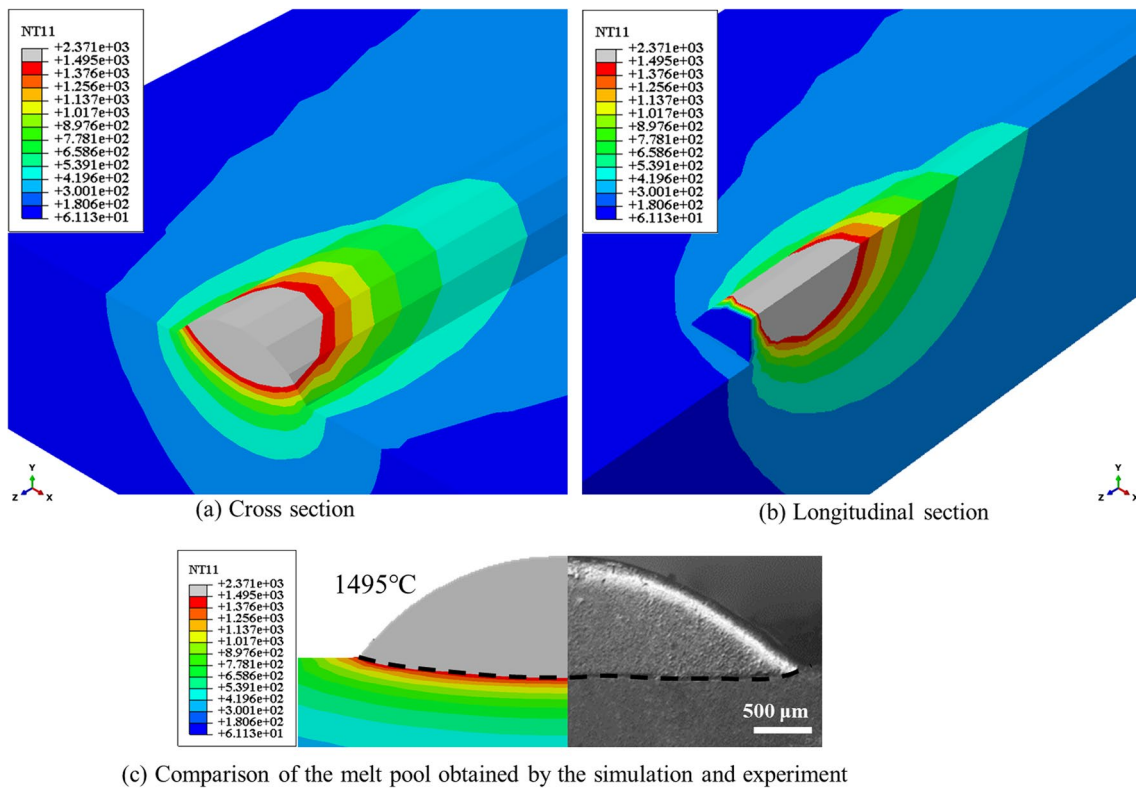 NT11
+2.371e+03
+1.495e+03
+1.376e+03
+1.256e+03
+1.137e+03
+1.017e+03
+8.976e+02
+7.781e+02
+6.586e+02
+5.391e+02
+4.196e+02
+3.001e+02
+1.806e+02
+6.113e+01
Y
Z X
(a) Cross section
NT11
+2.371e+03
+1.495e+03
+1.376e+03
+1.256e+03
+1.137e+03
+1.017e+03
+8.976e+02
+7.781e+02
+6.586e+02
+5.391e+02
+4.196e+02
+3.001e+02
+1.806e+02
+6.113e+01
Y
Z X
(b) Longitudinal section
NT11
+2.371e+03
+1.495e+03
+1.376e+03
+1.256e+03
+1.137e+03
+1.017e+03
+8.976e+02
+7.781e+02
+6.586e+02
+5.391e+02
+4.196e+02
+3.001e+02
+1.806e+02
+6.113e+01
1495℃
500 μm
(c) Comparison of the melt pool obtained by the simulation and experiment